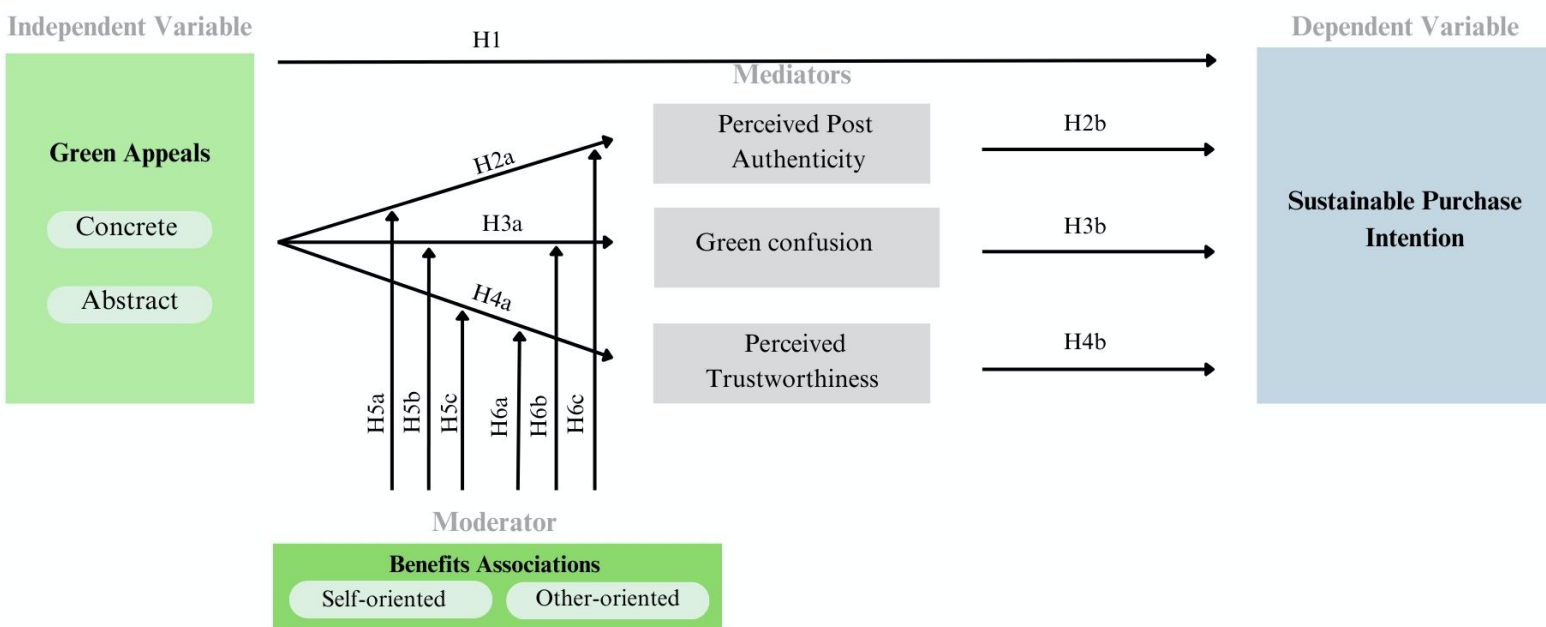 Independent Variable
Dependent Variable
H1
Mediators
Green Appeals
Concrete
Abstract
H2a
H3a
H4a
Perceived Post
Authenticity
Green confusion
Perceived
Trustworthiness
H2b
H3b
H4b
Sustainable Purchase
Intention
H5a
H5b
H5c
H6a
H6b
H6c
Moderator
Benefits Associations
Self-oriented
Other-oriented